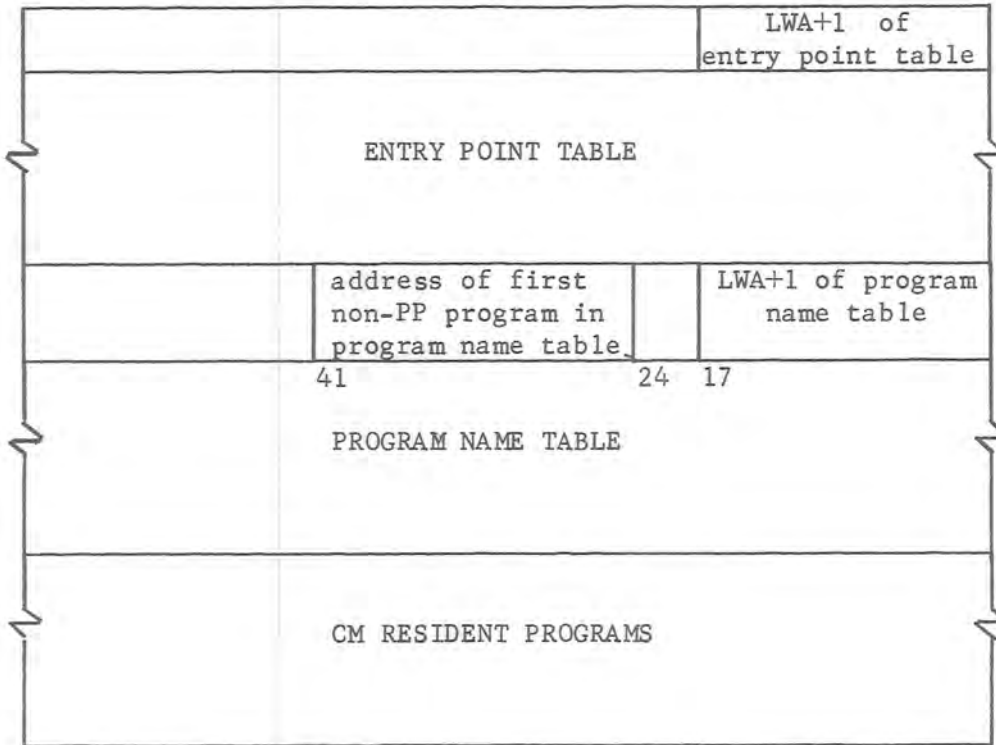 LWA+1 of
entry point table
ENTRY POINT TABLE
address of first
non-PP program in
program name table
LWA+1 of program
name table
41 24 17
PROGRAM NAME TABLE
CM RESIDENT PROGRAMS